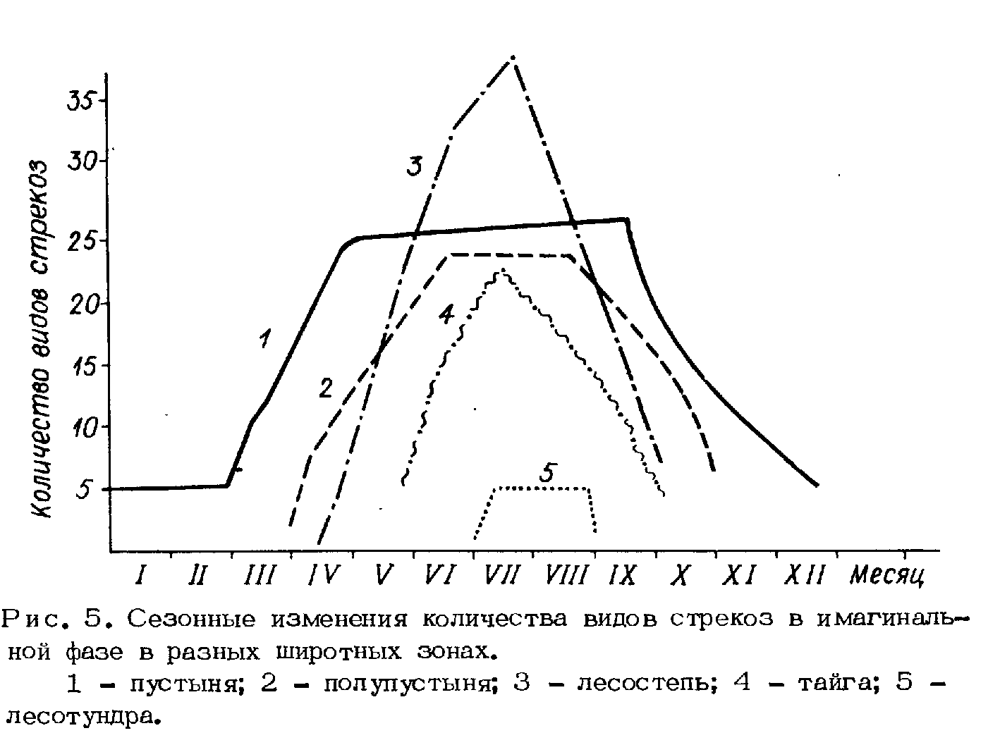 35
30
25
20
15
10
5
Количество видов стрекоз
1
2
3
4
5
I II III IV V VI VII VIII IX X XI XII Месяц
Рис. 5. Сезонные изменения количества видов стрекоз в имагиналь-
ной фазе в разных широтных зонах.
1 - пустыня; 2 - полупустыня; 3 - лесостепь; 4 - тайга; 5 -
лесотундра.